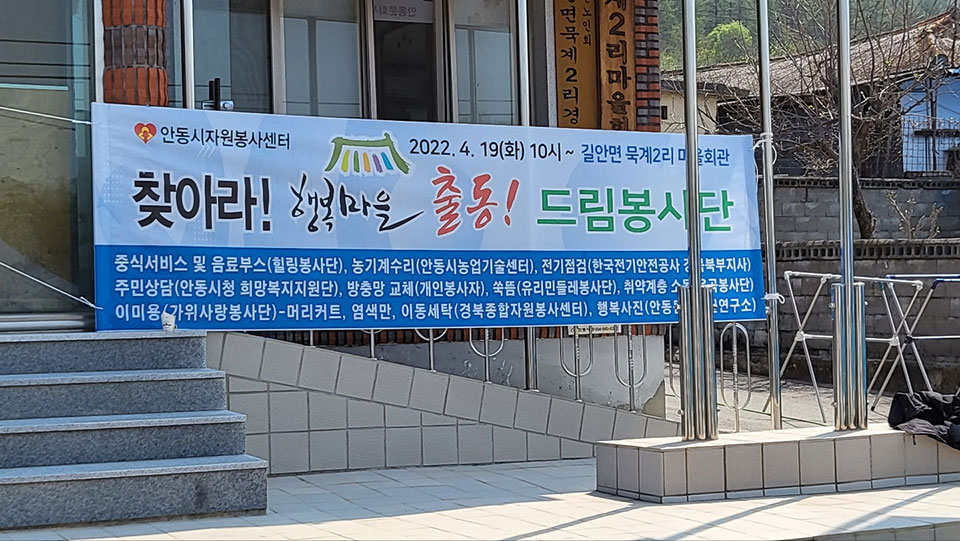 안동시자원봉사센터
2022. 4. 19(화) 10시~ 길안면 묵계2리 마을회관
찾아라! 행복마을 출동! 드림봉사단
중식서비스 및 음료부스(힐링봉사단), 농기계수리(안동시농업기술센터), 전기점검(한국전기안전공사 경북북부지사)
주민상담(안동시청 희망복지지원단), 방충망 교체(개인봉사자), 쑥뜸(유리민들레봉사단), 취약계층
이미용(가위사랑봉사단)-머리커트, 염색만, 이동세탁(경북종합자원봉사센터), 행복사진(안동
면묵계2리경
계2리마을회